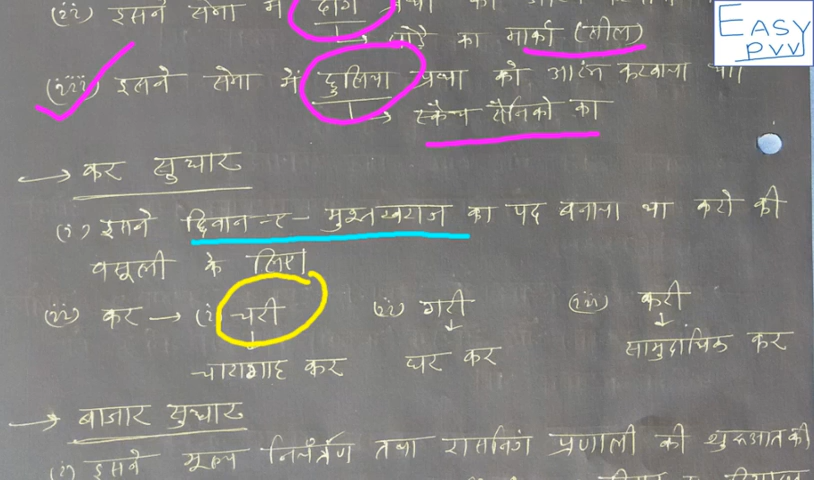 (ii) इसने सेना में दाग प्रथा
→ घोड़े का मार्का (सील)
EASY
PVV
(iii) इसने सेना में हुलिया प्रथा को आरंभ करवाया था।
→ स्केच सैनिको का
→ कर सुधार
(i) इसने दिवान-ए-मुश्तखराज का पद बनाया था करो की
वसूली के लिए।
(ii) कर → (i) चरी (ii) गरी (iii) करी
चारागाह कर घर कर सामुदायिक कर
→ बाजार सुधार
(i) इसने मूल्य नियंत्रण तथा रासनिंग प्रणाली की शुरुआत की